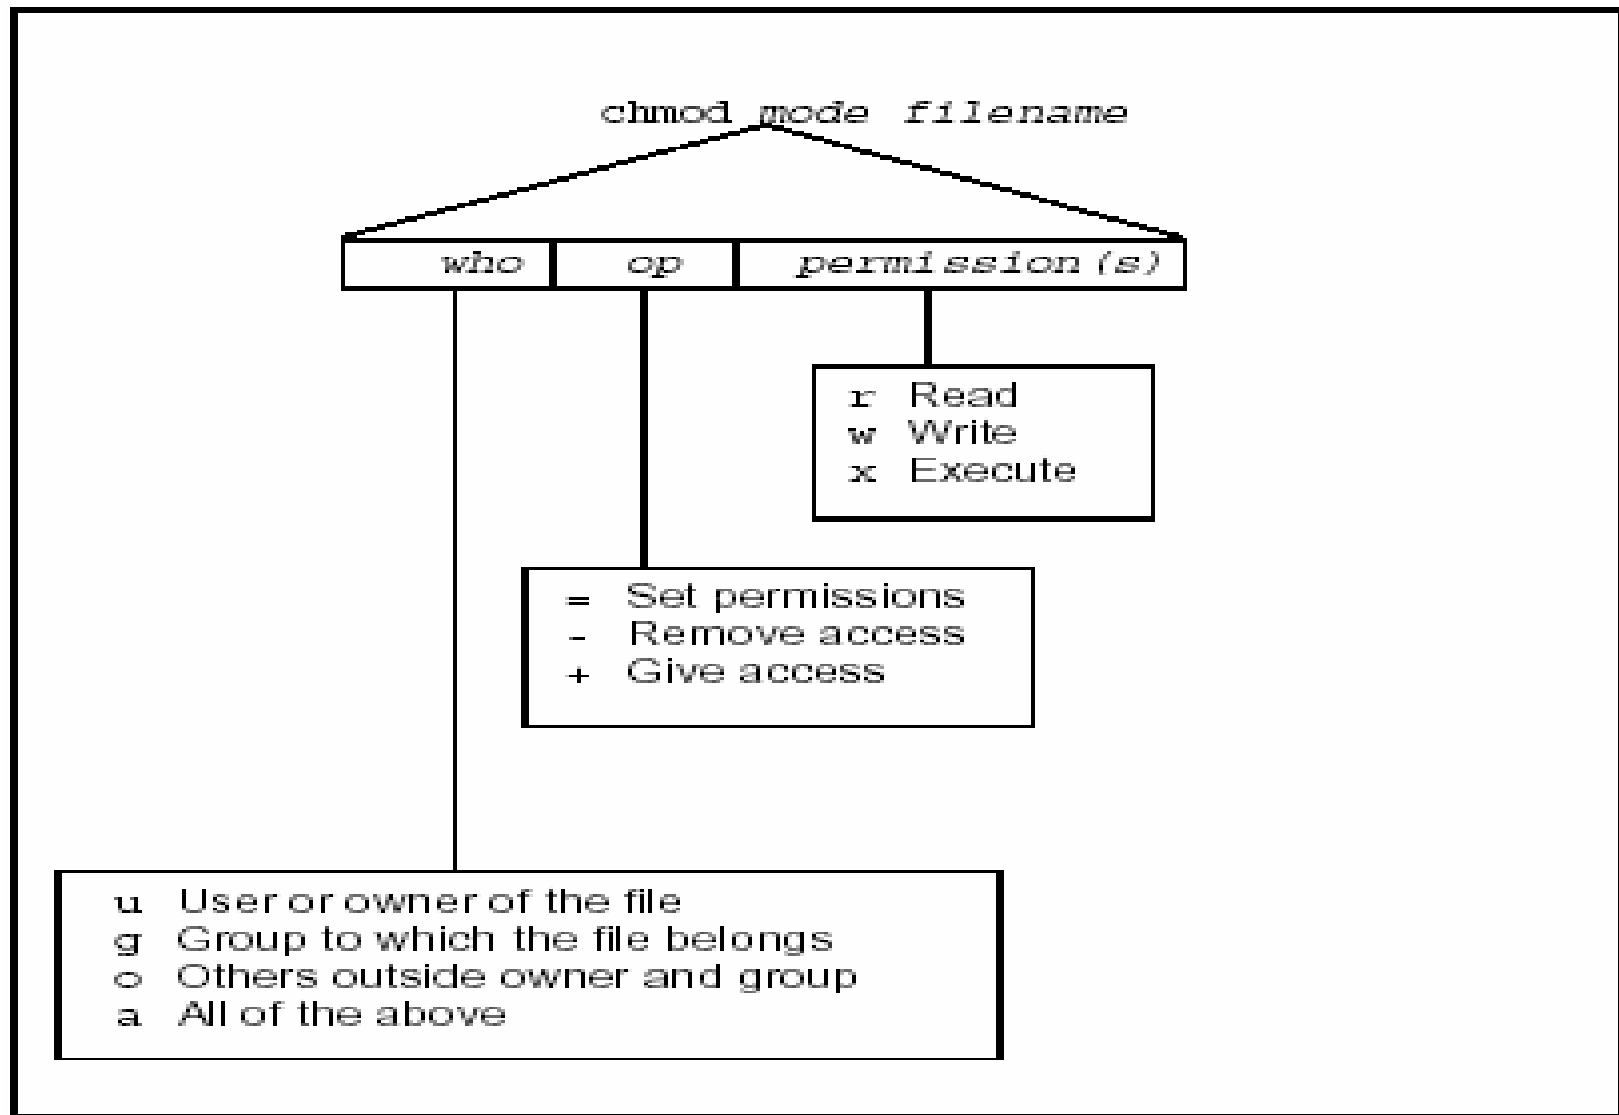 chmod mode filename
who op permission(s)
r Read
w Write
x Execute
= Set permissions
- Remove access
+ Give access
u User or owner of the file
g Group to which the file belongs
o Others outside owner and group
a All of the above